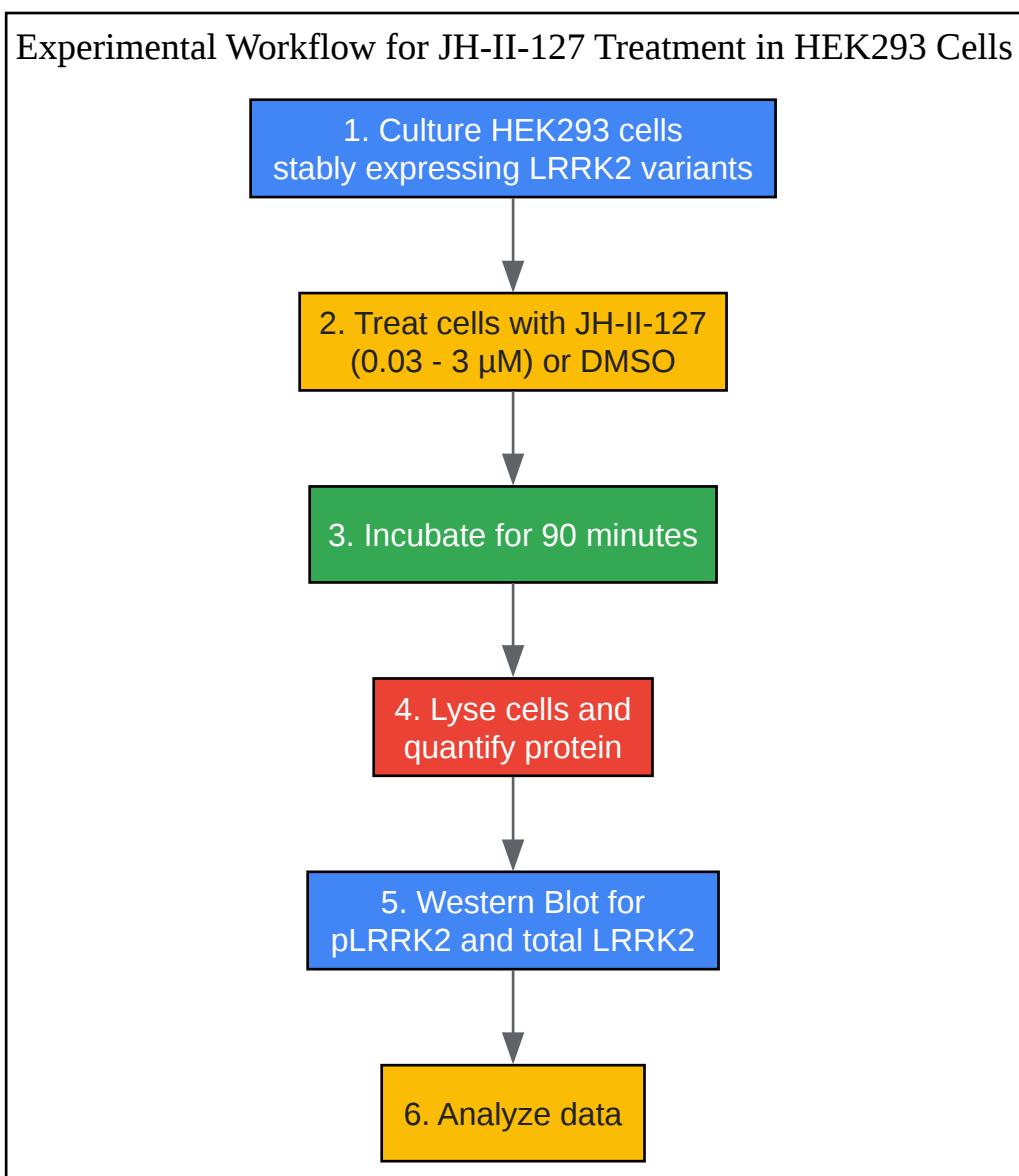 Experimental Workflow for JH-II-127 Treatment in HEK293 Cells
1. Culture HEK293 cells
stably expressing LRRK2 variants
2. Treat cells with JH-II-127
(0.03 - 3 µM) or DMSO
3. Incubate for 90 minutes
4. Lyse cells and
quantify protein
5. Western Blot for
pLRRK2 and total LRRK2
6. Analyze data